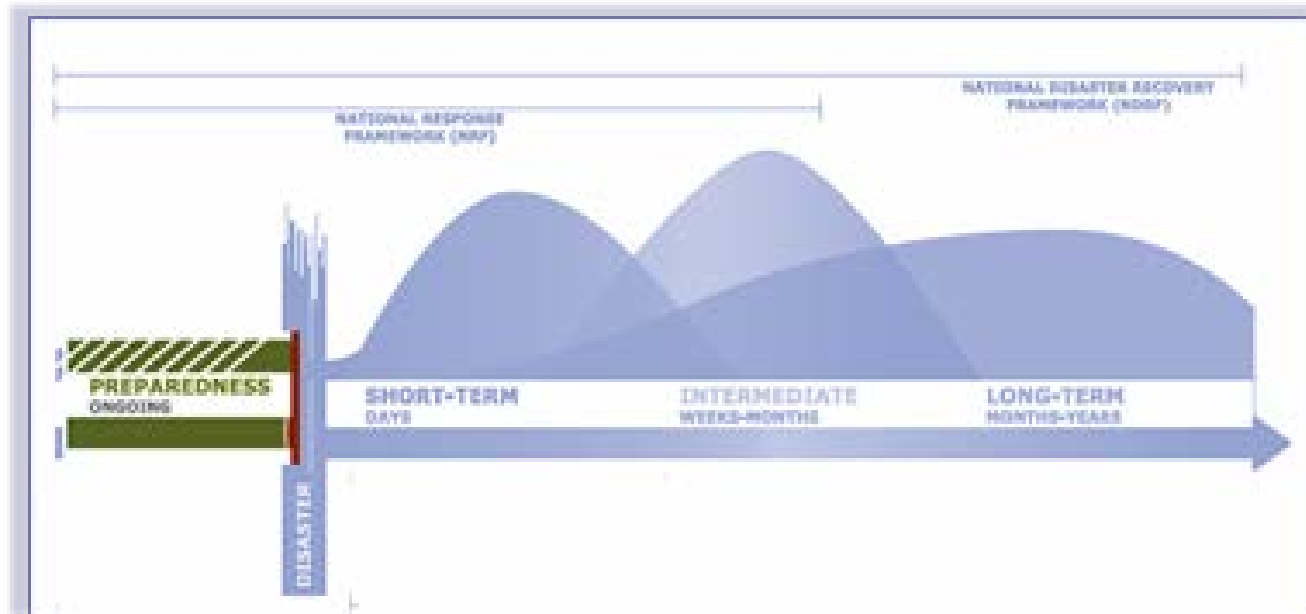 NATIONAL DISASTER RECOVERY
FRAMEWORK (NDRF)
NATIONAL RESPONSE
FRAMEWORK (NRF)
PREPAREDNESS
ONGOING
DISASTER
SHORT-TERM
DAYS
INTERMEDIATE
WEEKS-MONTHS
LONG-TERM
MONTHS-YEARS